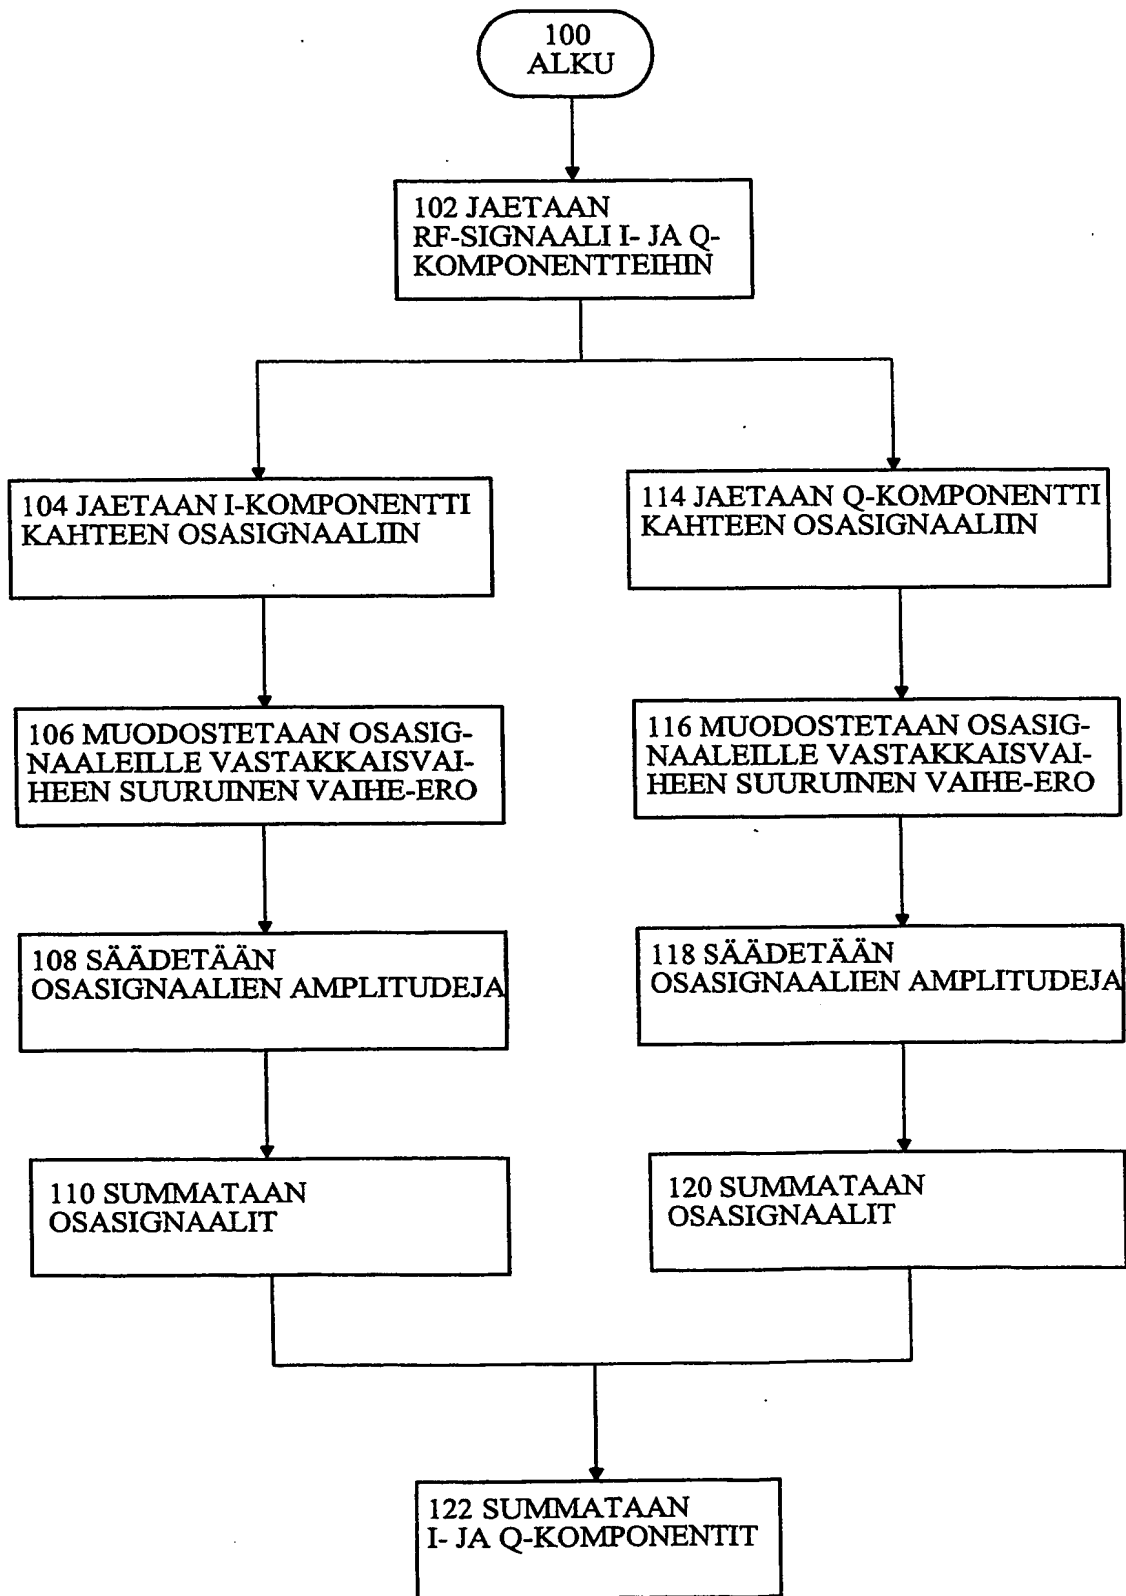 100
ALKU
102 JAETAAN
RF-SIGNAALI I- JA Q-
KOMPONENTTEIHIN
104 JAETAAN I-KOMPONENTTI
KAHTEEN OSASIGNAALIIN
106 MUODOSTETAAN OSASIG-
NAALEILLE VASTAKKAISVAI-
HEEN SUURUINEN VAIHE-ERO
108 SÄÄDETÄÄN
OSASIGNAALIEN AMPLITUDEJA
110 SUMMATAAN
OSASIGNAALIT
114 JAETAAN Q-KOMPONENTTI
KAHTEEN OSASIGNAALIIN
116 MUODOSTETAAN OSASIG-
NAALEILLE VASTAKKAISVAI-
HEEN SUURUINEN VAIHE-ERO
118 SÄÄDETÄÄN
OSASIGNAALIEN AMPLITUDEJA
120 SUMMATAAN
OSASIGNAALIT
122 SUMMATAAN
I- JA Q-KOMPONENTIT